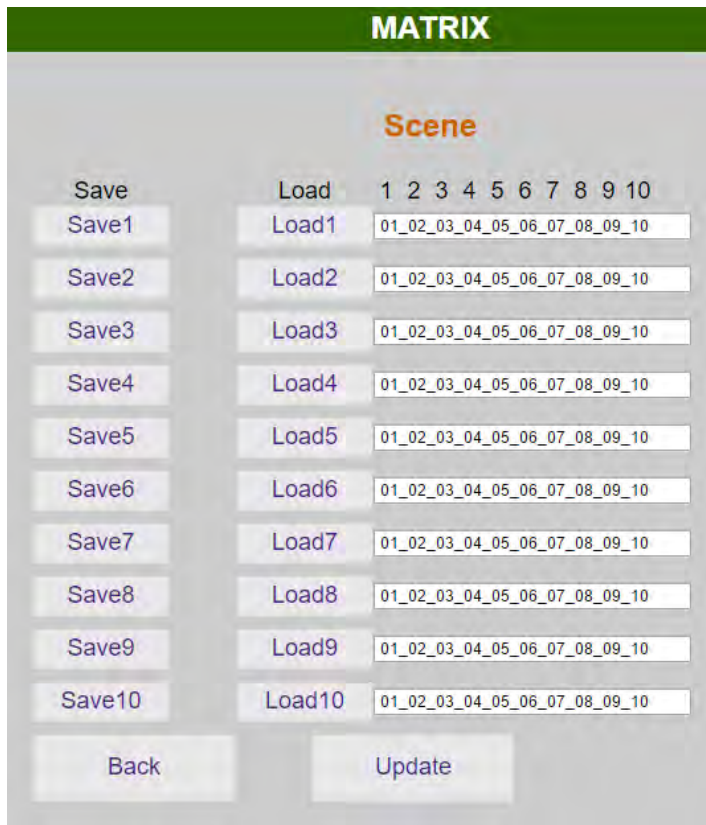 MATRIX
Scene
Save Load 1 2 3 4 5 6 7 8 9 10
Save1 Load1 01_02_03_04_05_06_07_08_09_10
Save2 Load2 01_02_03_04_05_06_07_08_09_10
Save3 Load3 01_02_03_04_05_06_07_08_09_10
Save4 Load4 01_02_03_04_05_06_07_08_09_10
Save5 Load5 01_02_03_04_05_06_07_08_09_10
Save6 Load6 01_02_03_04_05_06_07_08_09_10
Save7 Load7 01_02_03_04_05_06_07_08_09_10
Save8 Load8 01_02_03_04_05_06_07_08_09_10
Save9 Load9 01_02_03_04_05_06_07_08_09_10
Save10 Load10 01_02_03_04_05_06_07_08_09_10
Back Update